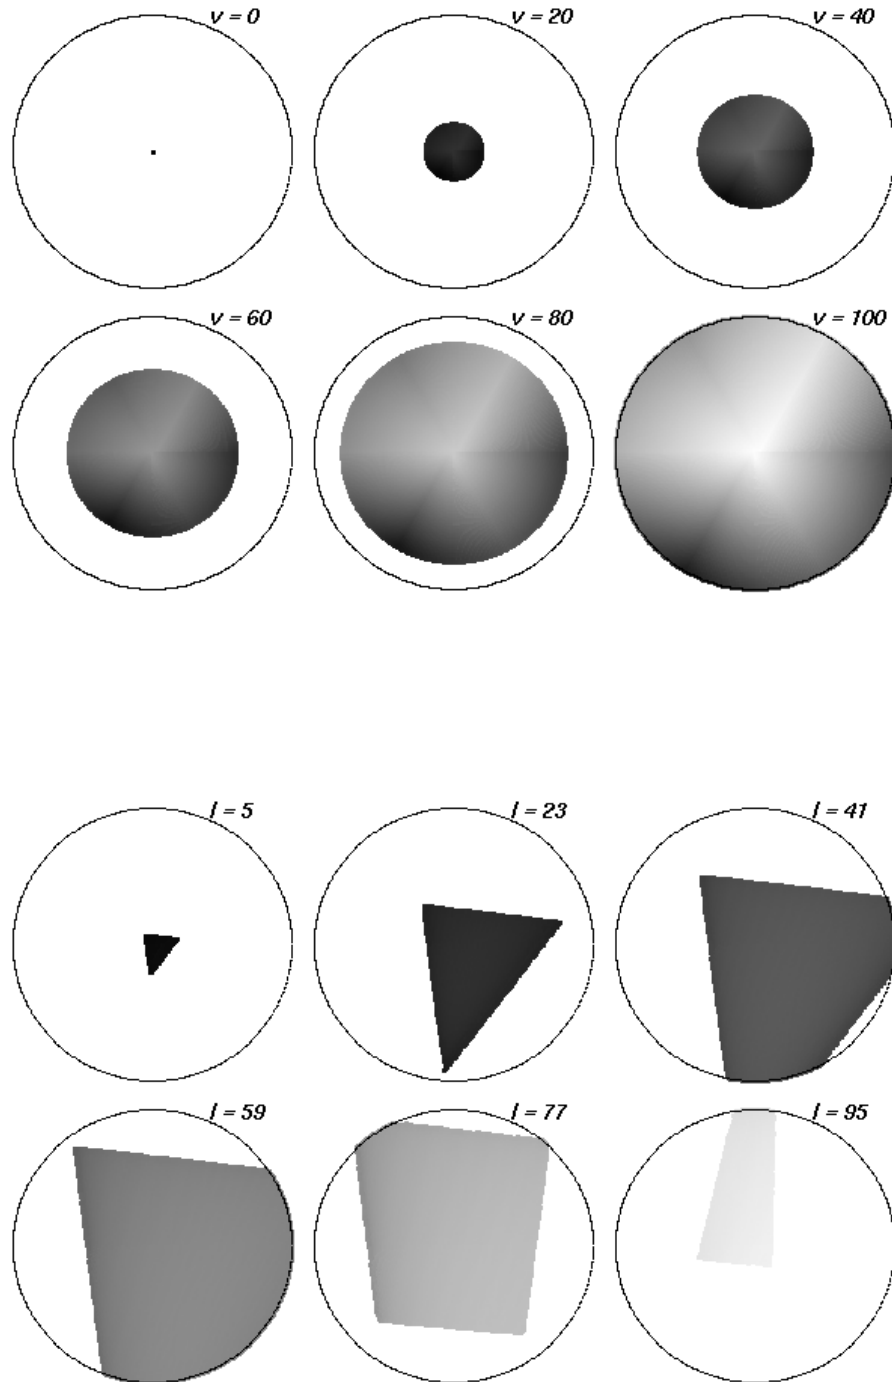 v = 0
v = 20
v = 40
v = 60
v = 80
v = 100
l = 5
l = 23
l = 41
l = 59
l = 77
l = 95